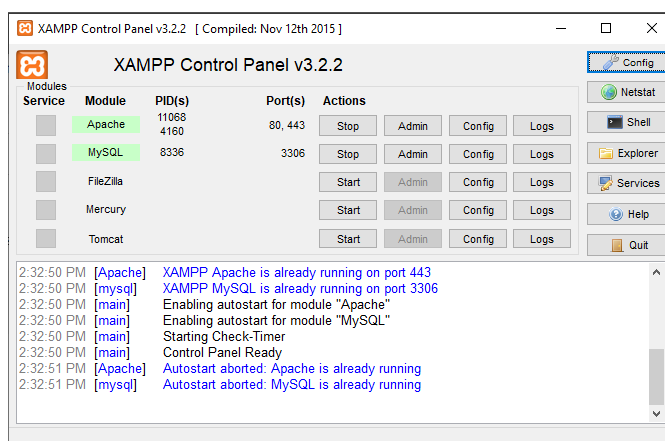 XAMPP Control Panel v3.2.2 [ Compiled: Nov 12th 2015 ]
XAMPP Control Panel v3.2.2
Config
Modules
Service Module PID(s) Port(s) Actions
Netstat
Apache 11068 4160 80, 443 Stop Admin Config Logs
Shell
MySQL 8336 3306 Stop Admin Config Logs
Explorer
FileZilla Start Admin Config Logs
Services
Mercury Start Admin Config Logs
Help
Tomcat Start Admin Config Logs
Quit
2:32:50 PM [Apache] XAMPP Apache is already running on port 443
2:32:50 PM [mysql] XAMPP MySQL is already running on port 3306
2:32:50 PM [main] Enabling autostart for module "Apache"
2:32:50 PM [main] Enabling autostart for module "MySQL"
2:32:50 PM [main] Starting Check-Timer
2:32:50 PM [main] Control Panel Ready
2:32:51 PM [Apache] Autostart aborted: Apache is already running
2:32:51 PM [mysql] Autostart aborted: MySQL is already running